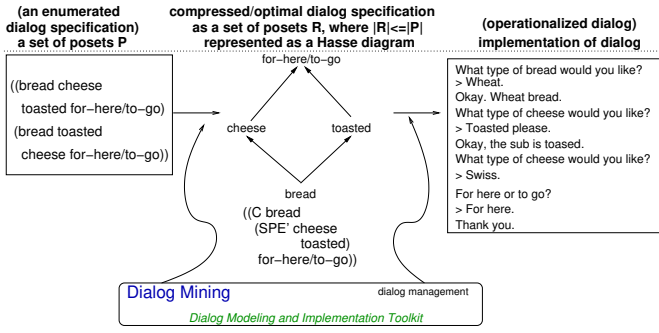 (an enumerated
dialog specification)
a set of posets P
compressed/optimal dialog specification
as a set of posets R, where |R|<=|P|
represented as a Hasse diagram
(operationalized dialog)
implementation of dialog
((bread cheese
toasted for−here/to−go)
(bread toasted
cheese for−here/to−go))
for−here/to−go
cheese
toasted
bread
((C bread
(SPE' cheese
toasted)
for−here/to−go))
What type of bread would you like?
> Wheat.
Okay. Wheat bread.
What type of cheese would you like?
> Toasted please.
Okay, the sub is toased.
What type of cheese would you like?
> Swiss.
For here or to go?
> For here.
Thank you.
Dialog Mining
dialog management
Dialog Modeling and Implementation Toolkit